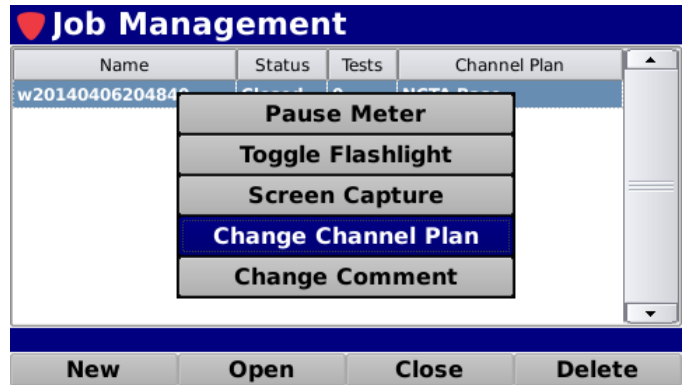 Job Management
Name Status Tests Channel Plan
Pause Meter
Toggle Flashlight
Screen Capture
Change Channel Plan
Change Comment
New Open Close Delete